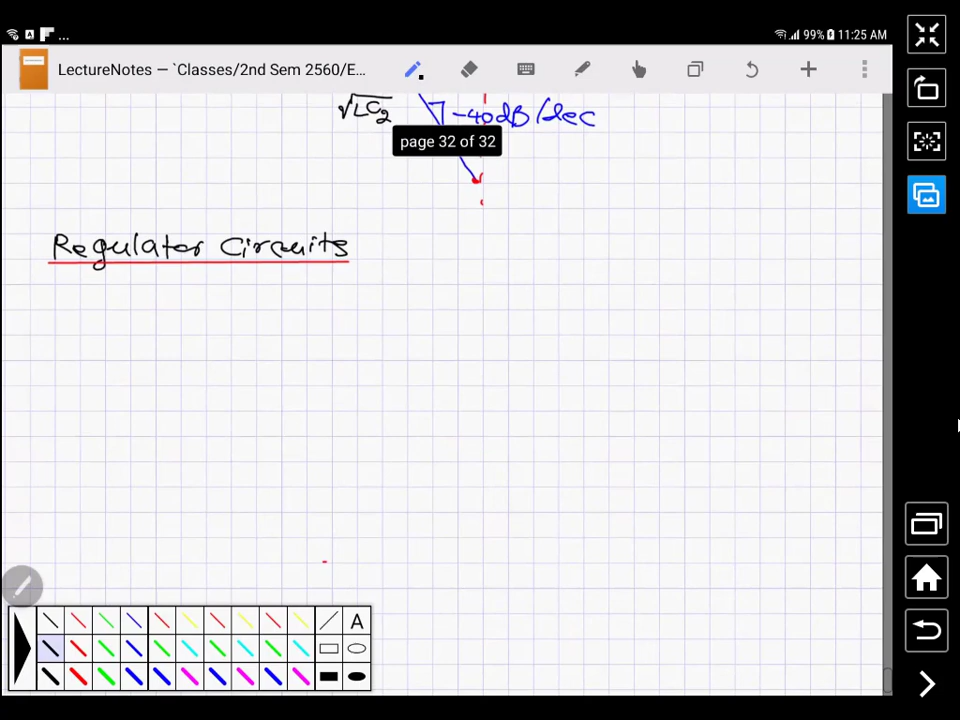 A ... 99% 11:25 AM
LectureNotes — `Classes/2nd Sem 2560/E...
√LC₂ -40dB/dec
page 32 of 32
Regulator Circuits
A